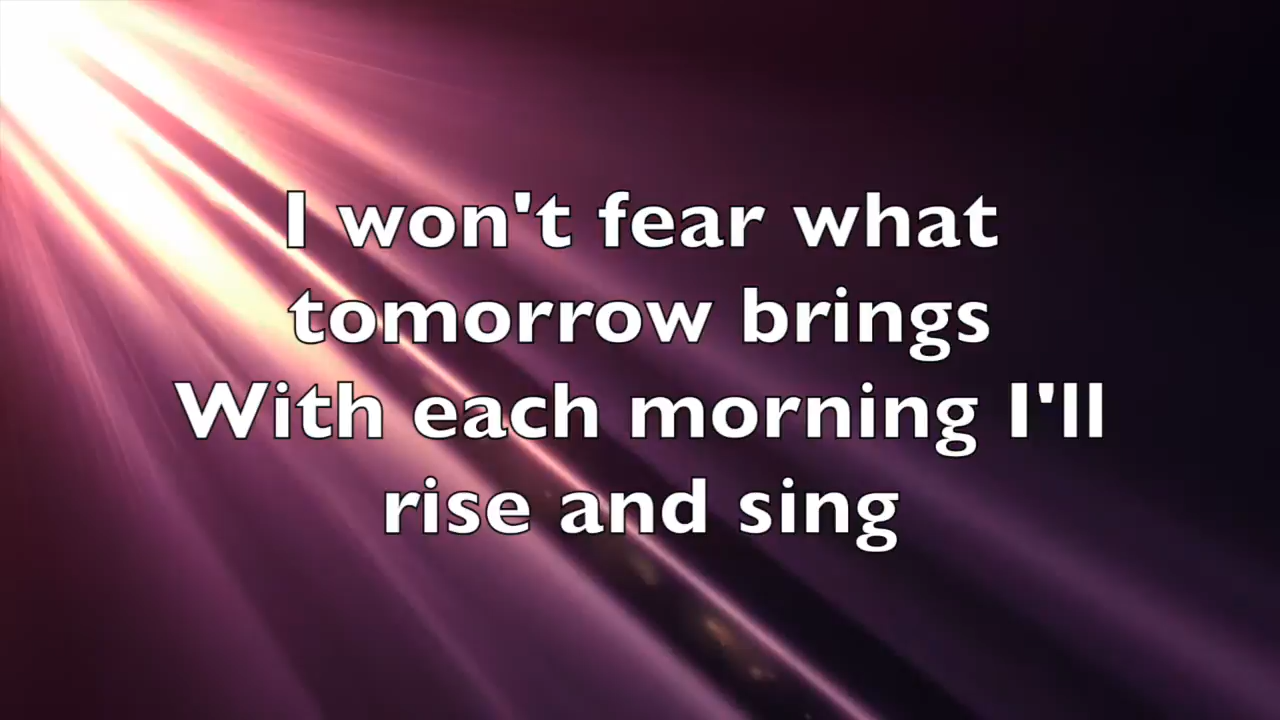 I won't fear what
tomorrow brings
With each morning I'll
rise and sing